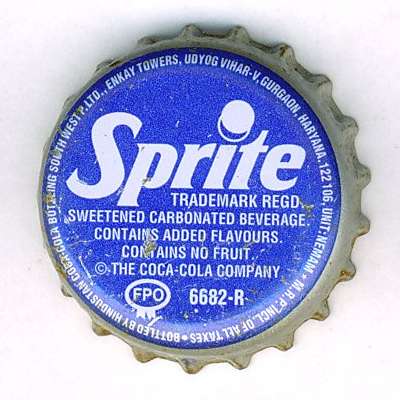 Sprite
TRADEMARK REGD.
SWEETENED CARBONATED BEVERAGE.
CONTAINS ADDED FLAVOURS.
CONTAINS NO FRUIT.
© THE COCA-COLA COMPANY
FPO 6682-R
• BOTTLED BY HINDUSTAN COCA-COLA BOTTLING SOUTH WEST P. LTD., ENKAY TOWERS, UDYOG VIHAR-V, GURGAON, HARYANA, 122 106. UNIT: NEMAM • M. R. P. INCL. OF ALL TAXES